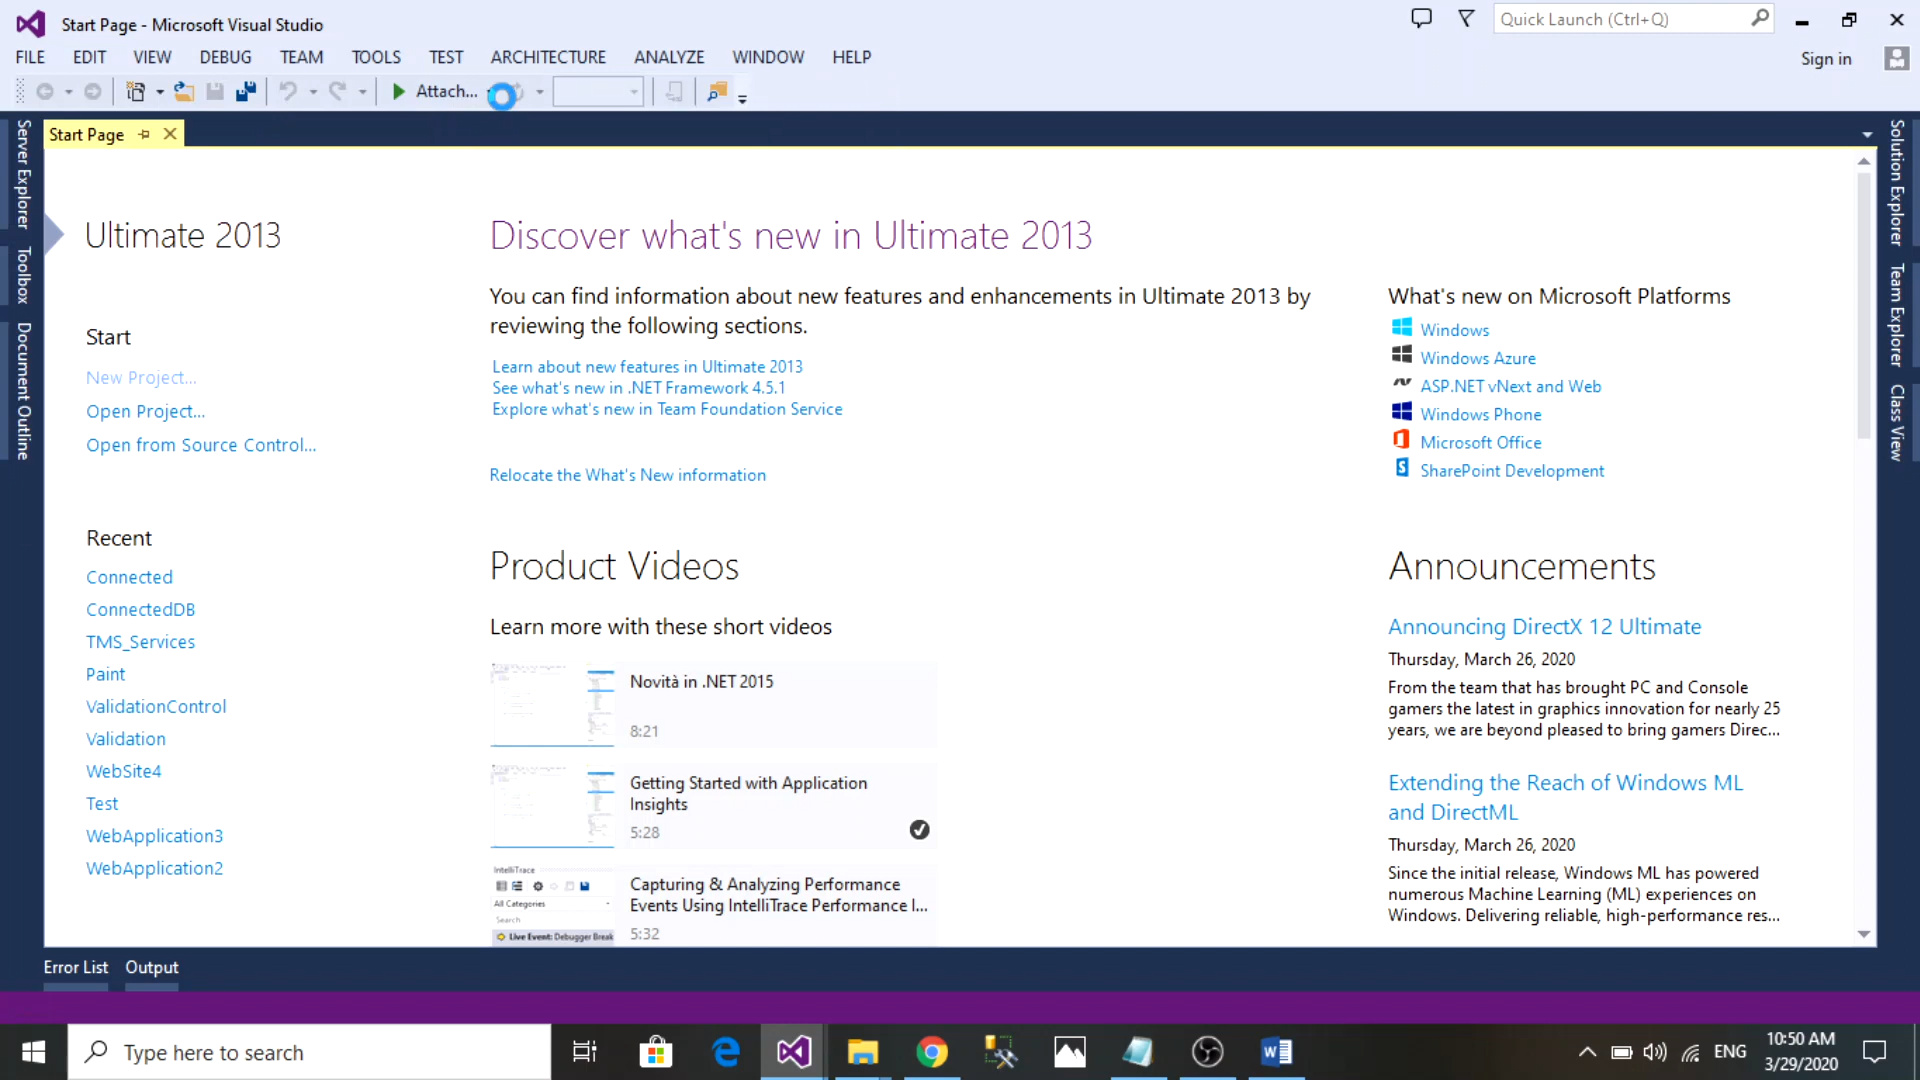 Start Page - Microsoft Visual Studio
Quick Launch (Ctrl+Q)
FILE EDIT VIEW DEBUG TEAM TOOLS TEST ARCHITECTURE ANALYZE WINDOW HELP
Sign in
Attach...
Start Page
Server Explorer
Toolbox
Document Outline
Solution Explorer
Team Explorer
Class View
Ultimate 2013
Start
New Project...
Open Project...
Open from Source Control...
Recent
Connected
ConnectedDB
TMS_Services
Paint
ValidationControl
Validation
WebSite4
Test
WebApplication3
WebApplication2
Discover what's new in Ultimate 2013
You can find information about new features and enhancements in Ultimate 2013 by
reviewing the following sections.
Learn about new features in Ultimate 2013
See what's new in .NET Framework 4.5.1
Explore what's new in Team Foundation Service
Relocate the What's New information
Product Videos
Learn more with these short videos
Novità in .NET 2015
8:21
Getting Started with Application
Insights
5:28
IntelliTrace
All Categories
Search
Live Event: Debugger Break
Capturing & Analyzing Performance
Events Using IntelliTrace Performance I...
5:32
What's new on Microsoft Platforms
Windows
Windows Azure
ASP.NET vNext and Web
Windows Phone
Microsoft Office
SharePoint Development
Announcements
Announcing DirectX 12 Ultimate
Thursday, March 26, 2020
From the team that has brought PC and Console
gamers the latest in graphics innovation for nearly 25
years, we are beyond pleased to bring gamers Direc...
Extending the Reach of Windows ML
and DirectML
Thursday, March 26, 2020
Since the initial release, Windows ML has powered
numerous Machine Learning (ML) experiences on
Windows. Delivering reliable, high-performance res...
Error List Output
Type here to search
ENG
10:50 AM
3/29/2020